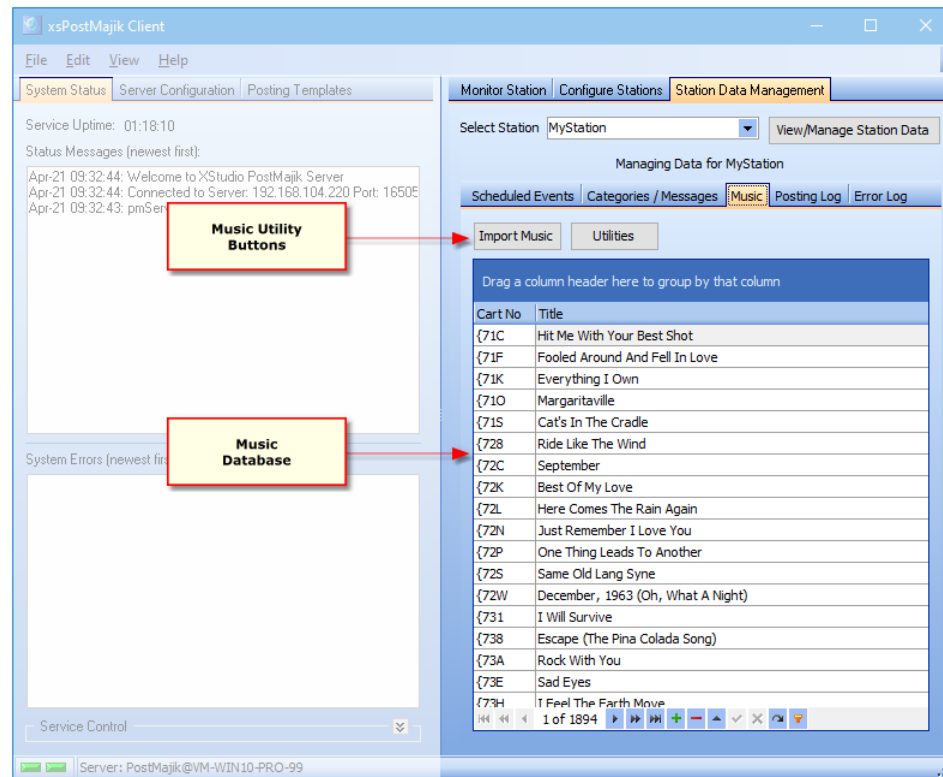 xsPostMajik Client
File Edit View Help
System Status Server Configuration Posting Templates
Service Uptime: 01:18:10
Status Messages (newest first):
Apr-21 09:32:44: Welcome to XStudio PostMajik Server
Apr-21 09:32:44: Connected to Server: 192.168.104.220 Port: 16505
Apr-21 09:32:43: pmServ
Music Utility
Buttons
Music
Database
System Errors (newest firs
Service Control
Server: PostMajik@VM-WIN10-PRO-99
Monitor Station Configure Stations Station Data Management
Select Station MyStation View/Manage Station Data
Managing Data for MyStation
Scheduled Events Categories / Messages Music Posting Log Error Log
Import Music Utilities
Drag a column header here to group by that column
Cart No Title
{71C Hit Me With Your Best Shot
{71F Fooled Around And Fell In Love
{71K Everything I Own
{71O Margaritaville
{71S Cat's In The Cradle
{728 Ride Like The Wind
{72C September
{72K Best Of My Love
{72L Here Comes The Rain Again
{72N Just Remember I Love You
{72P One Thing Leads To Another
{72S Same Old Lang Syne
{72W December, 1963 (Oh, What A Night)
{731 I Will Survive
{738 Escape (The Pina Colada Song)
{73A Rock With You
{73E Sad Eyes
{73H I Feel The Earth Move
1 of 1894